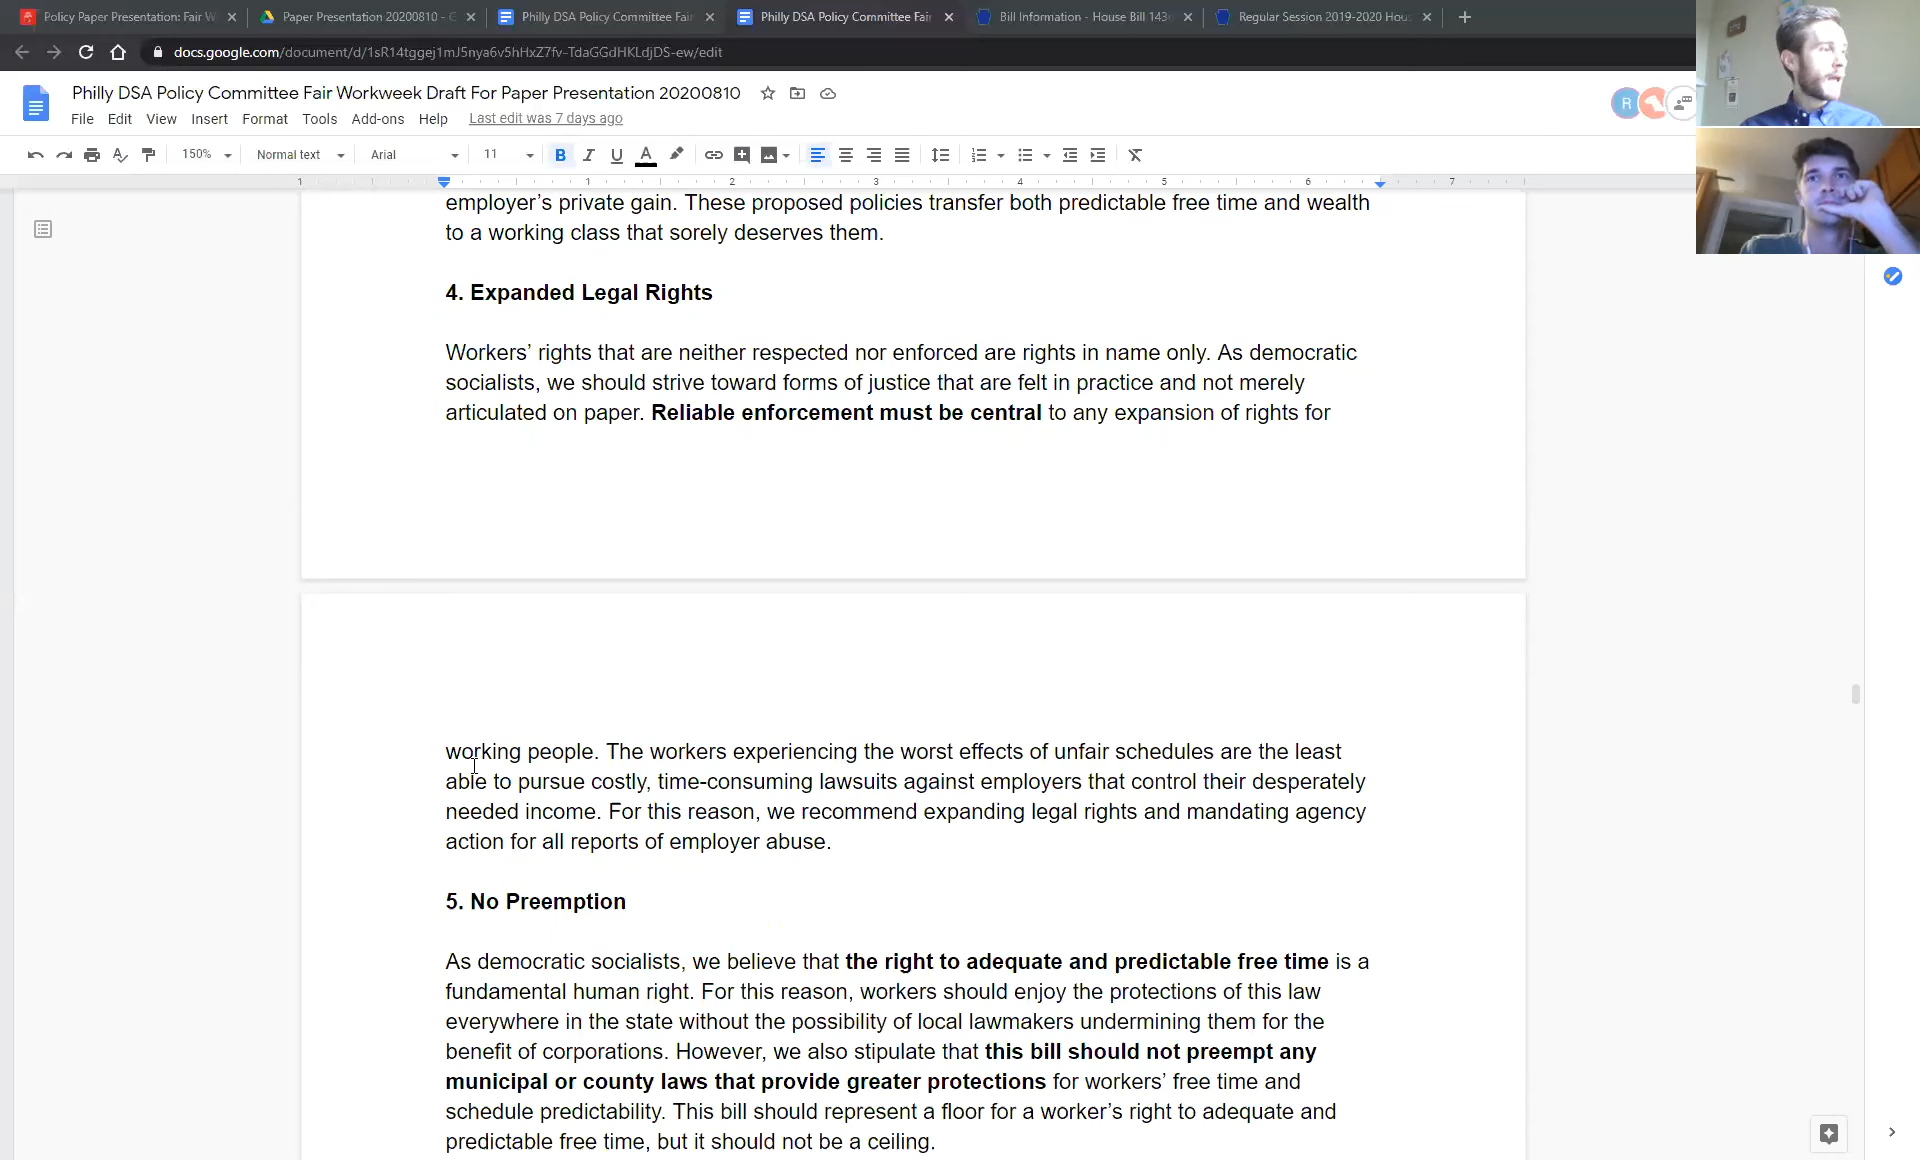 Policy Paper Presentation: Fair W
Paper Presentation 20200810 - G
Philly DSA Policy Committee Fair
Philly DSA Policy Committee Fair
Bill Information - House Bill 143
Regular Session 2019-2020 Hou
docs.google.com/document/d/1sR14tggej1mJ5nya6v5hHxZ7fv-TdaGGdHKLdjDS-ew/edit
Philly DSA Policy Committee Fair Workweek Draft For Paper Presentation 20200810
R
File Edit View Insert Format Tools Add-ons Help Last edit was 7 days ago
150% Normal text Arial 11 B I U A
1 1 2 3 4 5 6 7
employer’s private gain. These proposed policies transfer both predictable free time and wealth
to a working class that sorely deserves them.
4. Expanded Legal Rights
Workers’ rights that are neither respected nor enforced are rights in name only. As democratic
socialists, we should strive toward forms of justice that are felt in practice and not merely
articulated on paper. Reliable enforcement must be central to any expansion of rights for
working people. The workers experiencing the worst effects of unfair schedules are the least
able to pursue costly, time-consuming lawsuits against employers that control their desperately
needed income. For this reason, we recommend expanding legal rights and mandating agency
action for all reports of employer abuse.
5. No Preemption
As democratic socialists, we believe that the right to adequate and predictable free time is a
fundamental human right. For this reason, workers should enjoy the protections of this law
everywhere in the state without the possibility of local lawmakers undermining them for the
benefit of corporations. However, we also stipulate that this bill should not preempt any
municipal or county laws that provide greater protections for workers’ free time and
schedule predictability. This bill should represent a floor for a worker’s right to adequate and
predictable free time, but it should not be a ceiling.